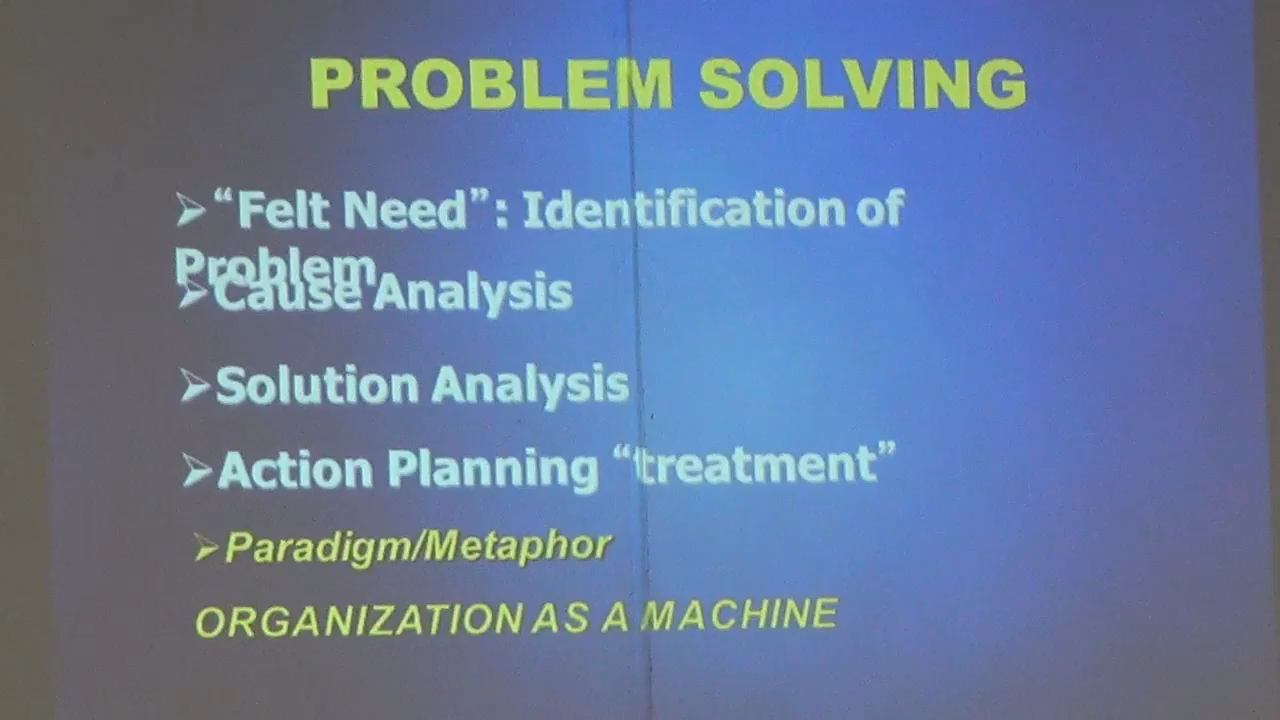 PROBLEM SOLVING
➢“Felt Need”: Identification of
Problem
➢Cause Analysis
➢Solution Analysis
➢Action Planning “treatment”
➢Paradigm/Metaphor
ORGANIZATION AS A MACHINE